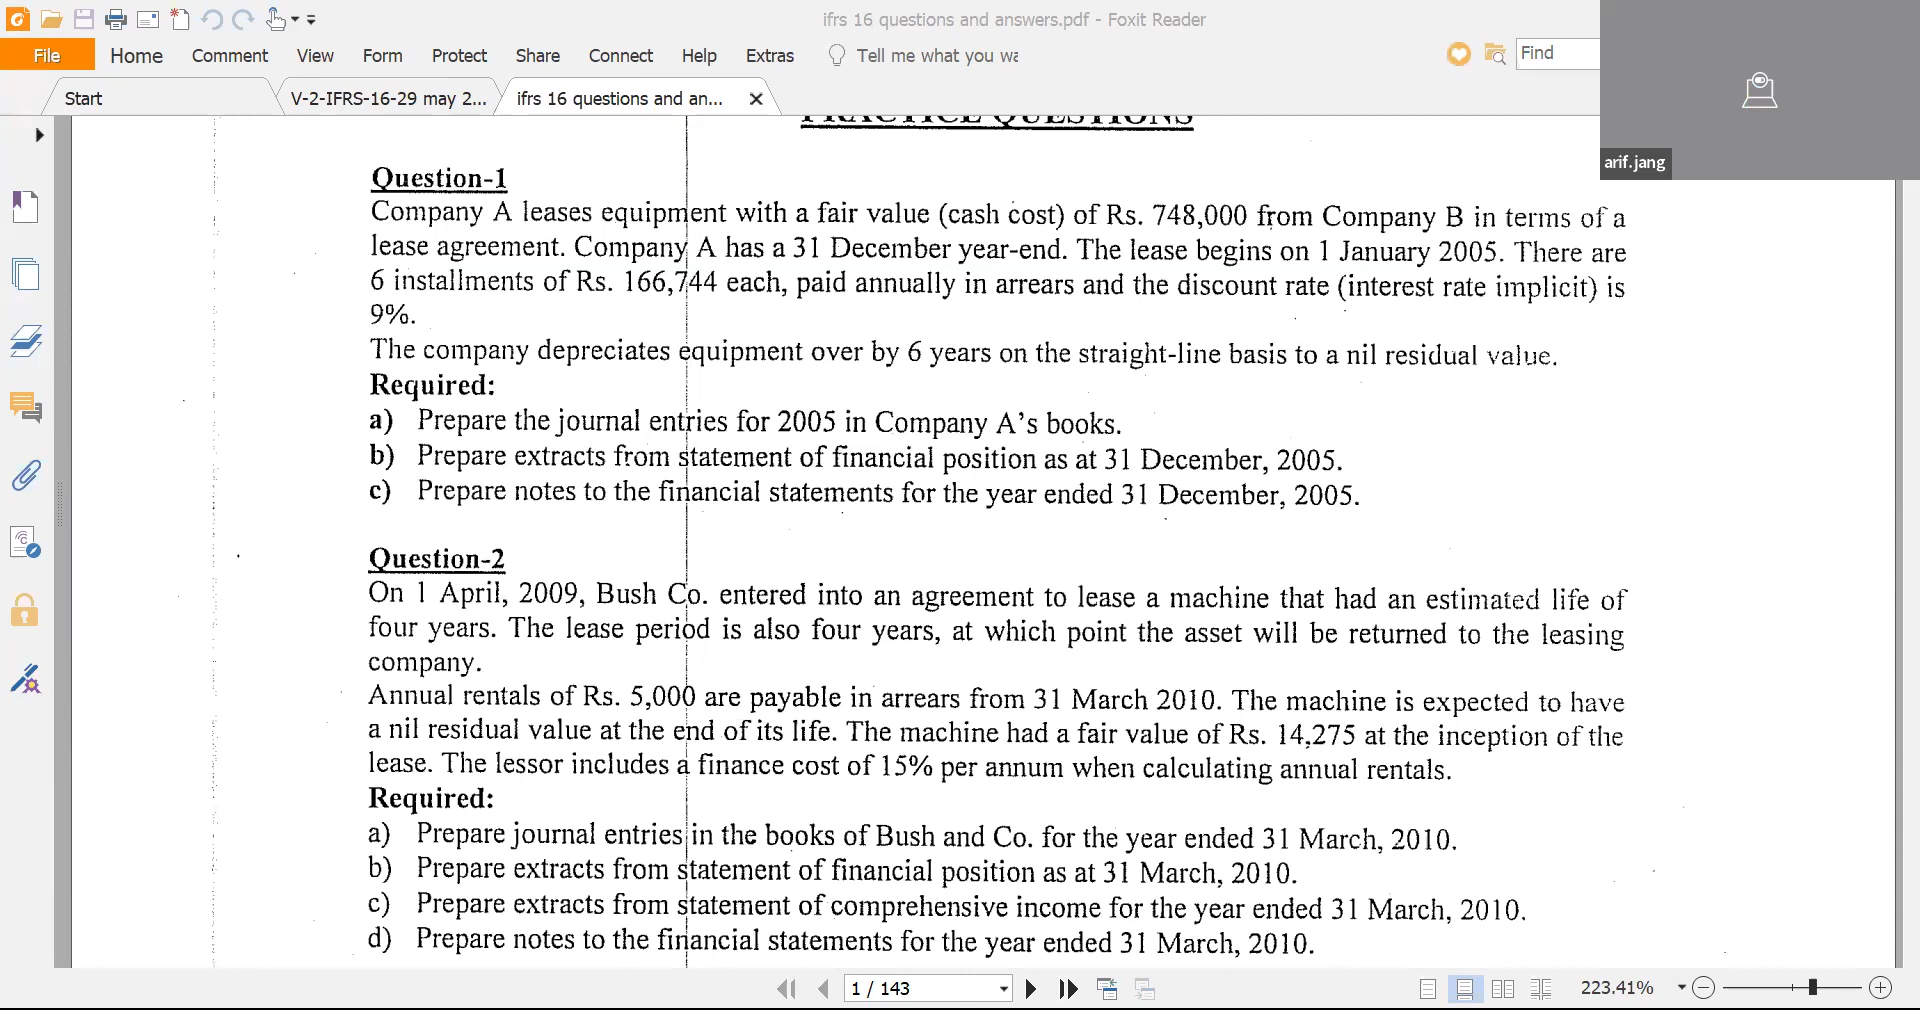 ifrs 16 questions and answers.pdf - Foxit Reader
File Home Comment View Form Protect Share Connect Help Extras Tell me what you wa Find
Start V-2-IFRS-16-29 may 2... ifrs 16 questions and an...
arif.jang
PRACTICE QUESTIONS
Question-1
Company A leases equipment with a fair value (cash cost) of Rs. 748,000 from Company B in terms of a
lease agreement. Company A has a 31 December year-end. The lease begins on 1 January 2005. There are
6 installments of Rs. 166,744 each, paid annually in arrears and the discount rate (interest rate implicit) is
9%.
The company depreciates equipment over by 6 years on the straight-line basis to a nil residual value.
Required:
a) Prepare the journal entries for 2005 in Company A's books.
b) Prepare extracts from statement of financial position as at 31 December, 2005.
c) Prepare notes to the financial statements for the year ended 31 December, 2005.
Question-2
On 1 April, 2009, Bush Co. entered into an agreement to lease a machine that had an estimated life of
four years. The lease period is also four years, at which point the asset will be returned to the leasing
company.
Annual rentals of Rs. 5,000 are payable in arrears from 31 March 2010. The machine is expected to have
a nil residual value at the end of its life. The machine had a fair value of Rs. 14,275 at the inception of the
lease. The lessor includes a finance cost of 15% per annum when calculating annual rentals.
Required:
a) Prepare journal entries in the books of Bush and Co. for the year ended 31 March, 2010.
b) Prepare extracts from statement of financial position as at 31 March, 2010.
c) Prepare extracts from statement of comprehensive income for the year ended 31 March, 2010.
d) Prepare notes to the financial statements for the year ended 31 March, 2010.
1 / 143 223.41%